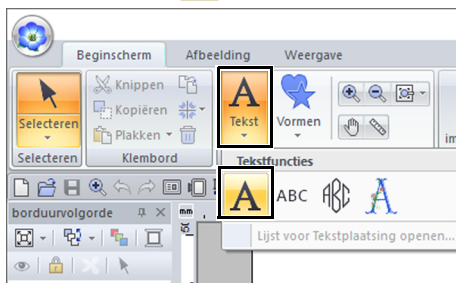 Beginscherm Afbeelding Weergave
Knippen
Kopiëren
Plakken
Selecteren
Tekst
Vormen
Selecteren
Klembord
Tekstfuncties
A ABC ABC A
borduurvolgorde
mm
Lijst voor Tekstplaatsing openen...